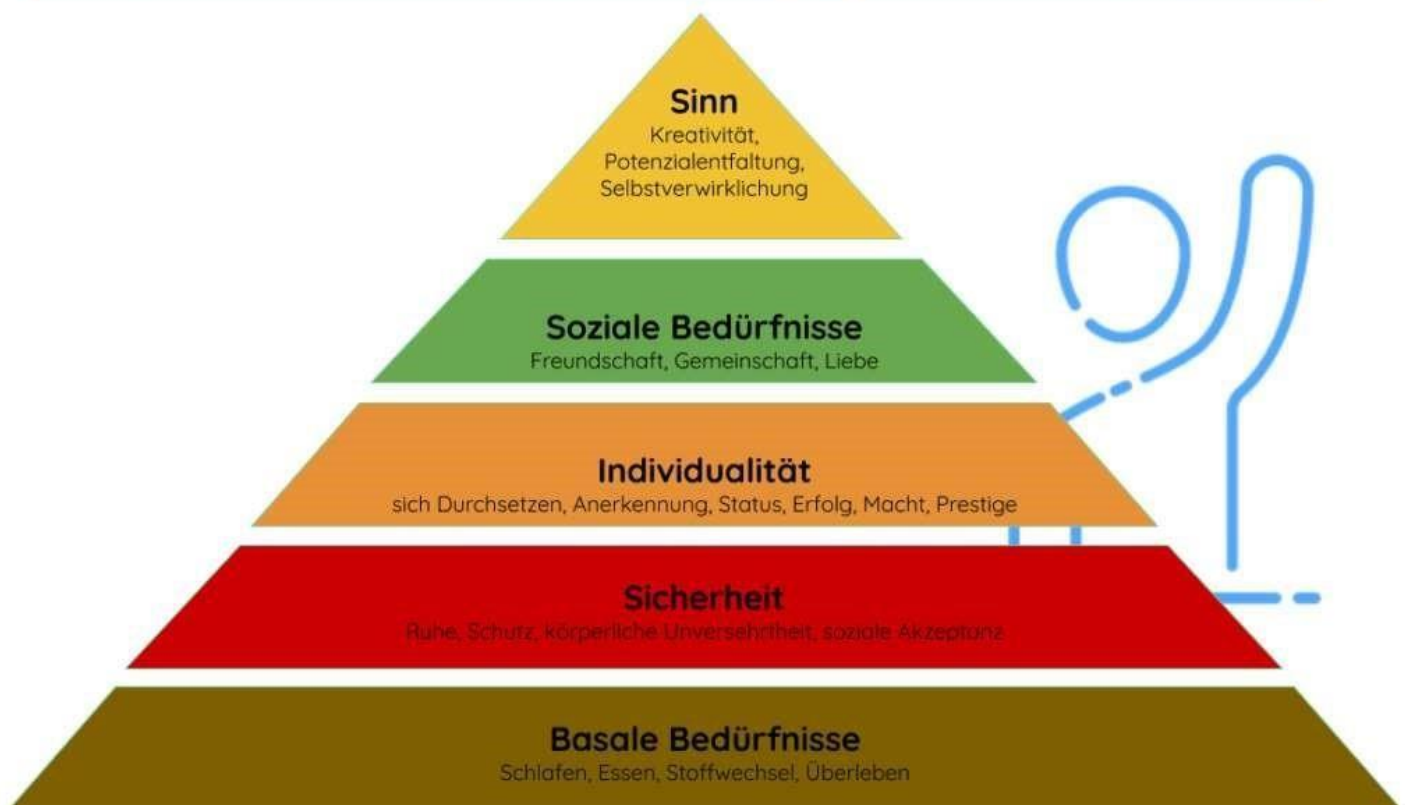 Sinn
Kreativität,
Potenzialentfaltung,
Selbstverwirklichung
Soziale Bedürfnisse
Freundschaft, Gemeinschaft, Liebe
Individualität
sich Durchsetzen, Anerkennung, Status, Erfolg, Macht, Prestige
Sicherheit
Ruhe, Schutz, körperliche Unversehrtheit, soziale Akzeptanz
Basale Bedürfnisse
Schlafen, Essen, Stoffwechsel, Überleben